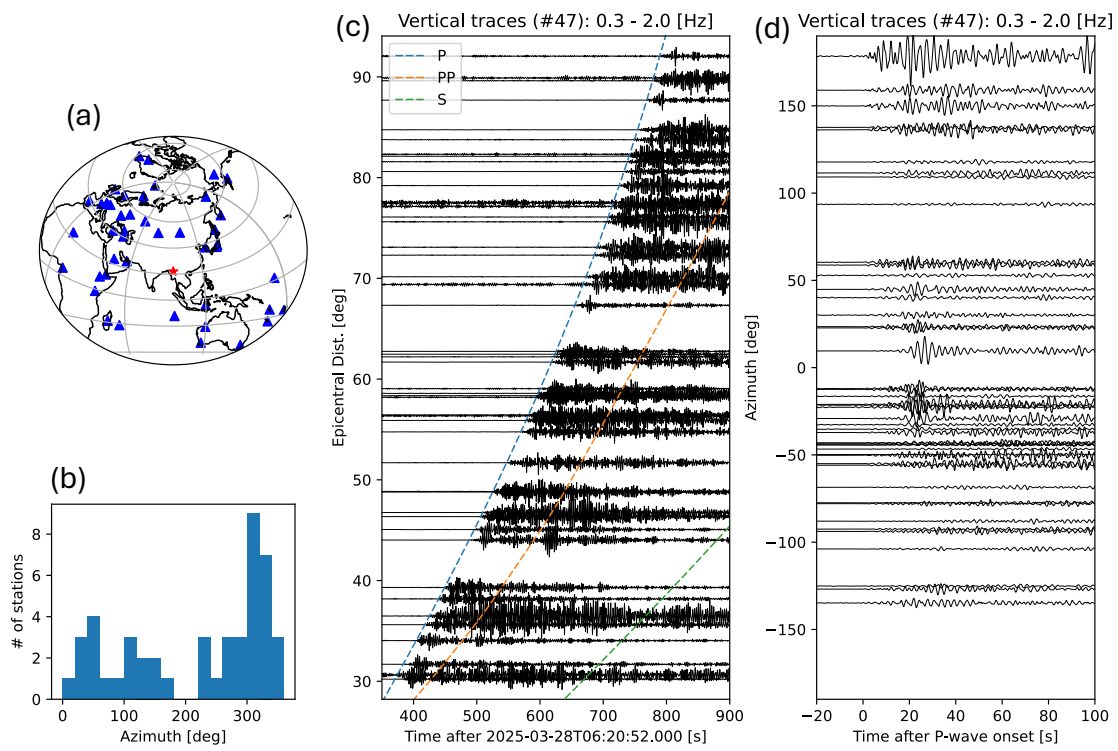 (a)
(b)
# of stations
8
6
4
2
0
0
100
200
300
Azimuth [deg]
(c)
Vertical traces (#47): 0.3 - 2.0 [Hz]
P
PP
S
Epicentral Dist. [deg]
90
80
70
60
50
40
30
400
500
600
700
800
900
Time after 2025-03-28T06:20:52.000 [s]
(d)
Vertical traces (#47): 0.3 - 2.0 [Hz]
Azimuth [deg]
150
100
50
0
−50
−100
−150
−20
0
20
40
60
80
100
Time after P-wave onset [s]